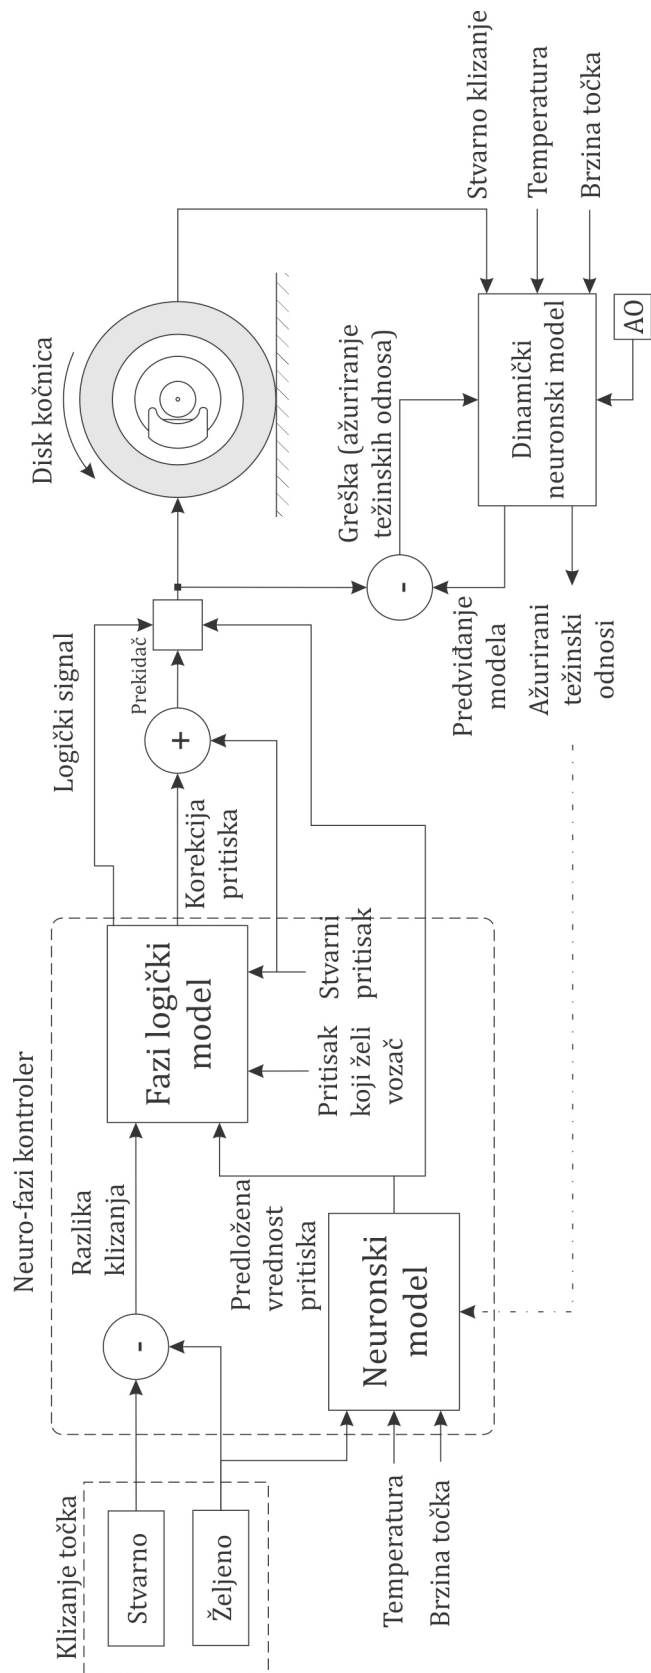 Klizanje točka
Stvarno
Željeno
Neuro-fazi kontroler
-
Razlika
klizanja
Fazi logički
model
Predložena
vrednost
pritiska
Pritisak
koji želi
vozač
Stvarni
pritisak
Neuronski
model
Temperatura
Brzina točka
Logički signal
Korekcija
pritiska
+
Prekidač
Disk kočnica
Greška (ažuriranje
težinskih odnosa)
-
Predviđanje
modela
Ažurirani
težinski
odnosi
Dinamički
neuronski model
AO
Stvarno klizanje
Temperatura
Brzina točka